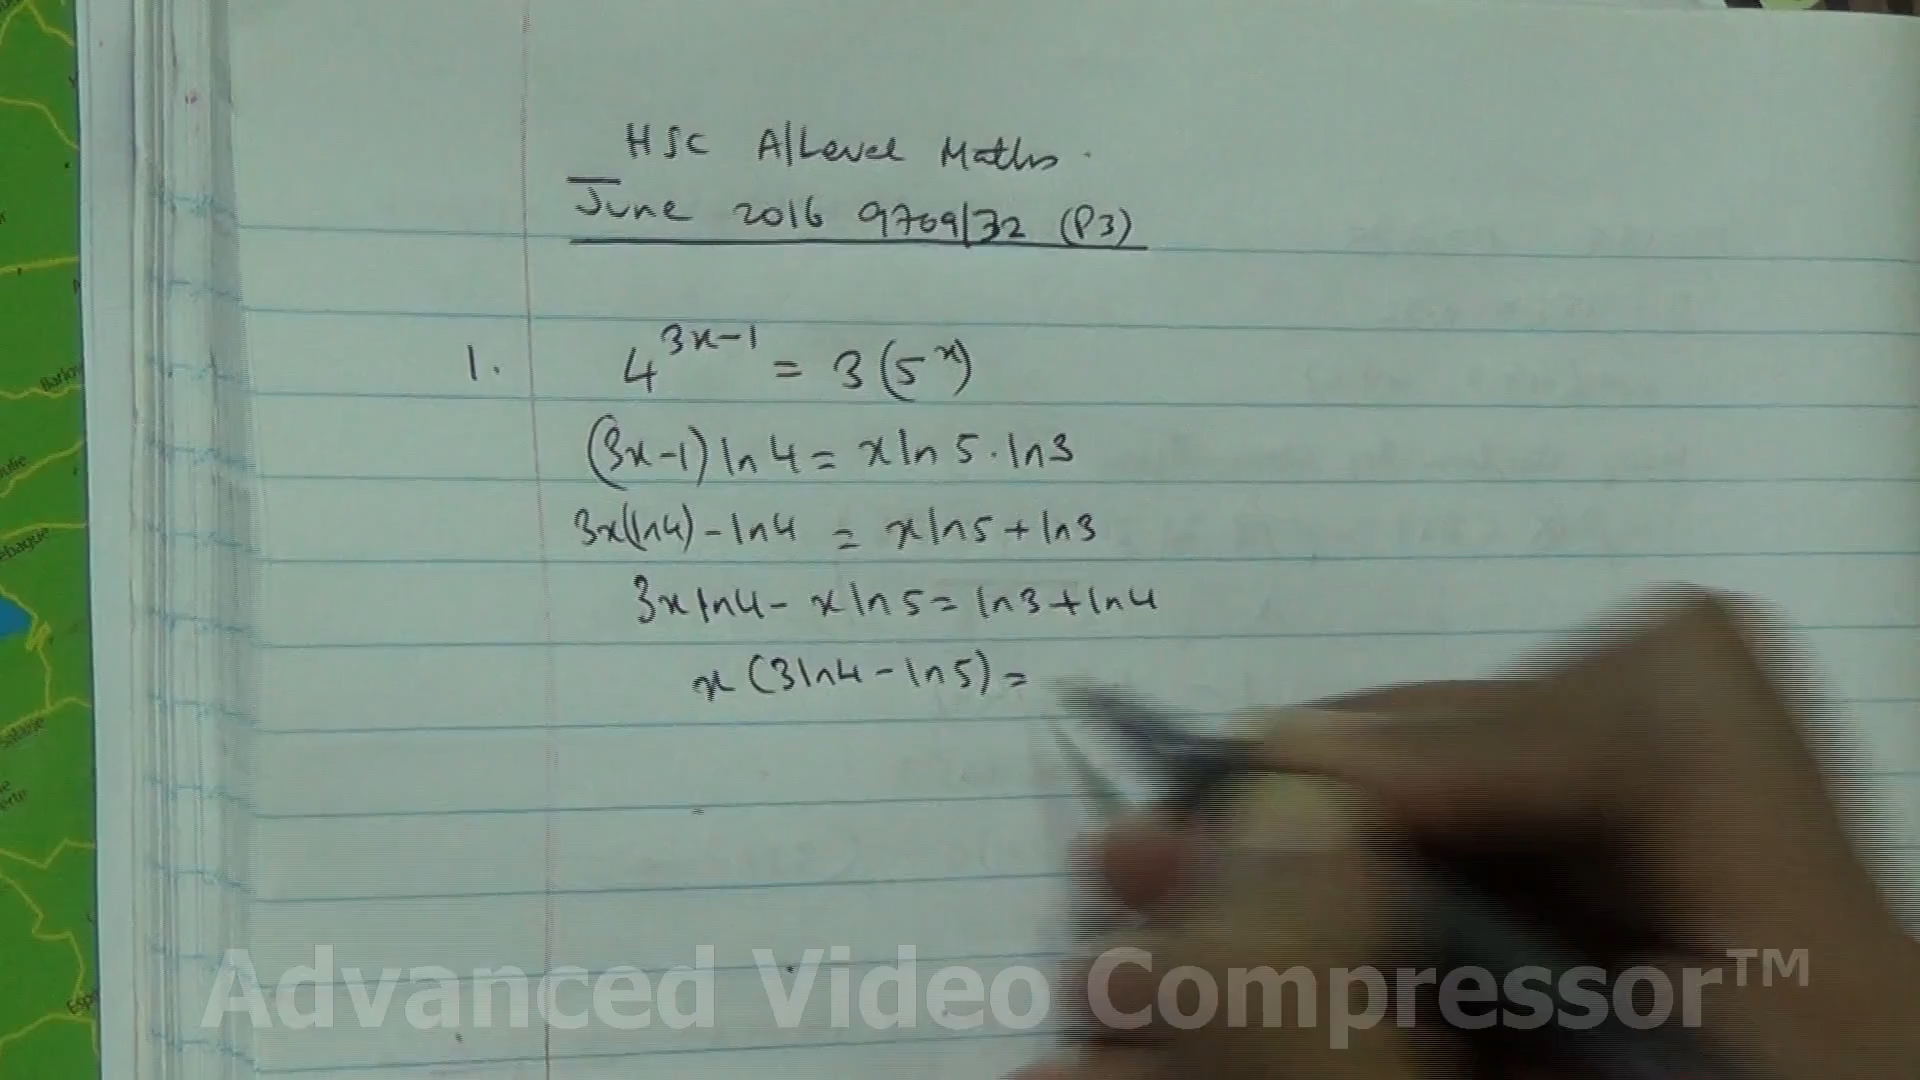 HSC A/Level Maths.
June 2016 9709/32 (P3)
1. 4^{3x-1} = 3(5^x)
(3x-1) ln 4 = x ln 5 . ln 3
3x(ln4) - ln4 = x ln5 + ln3
3x ln4 - x ln5 = ln3 + ln4
x (3ln4 - ln5) =
Advanced Video Compressor™